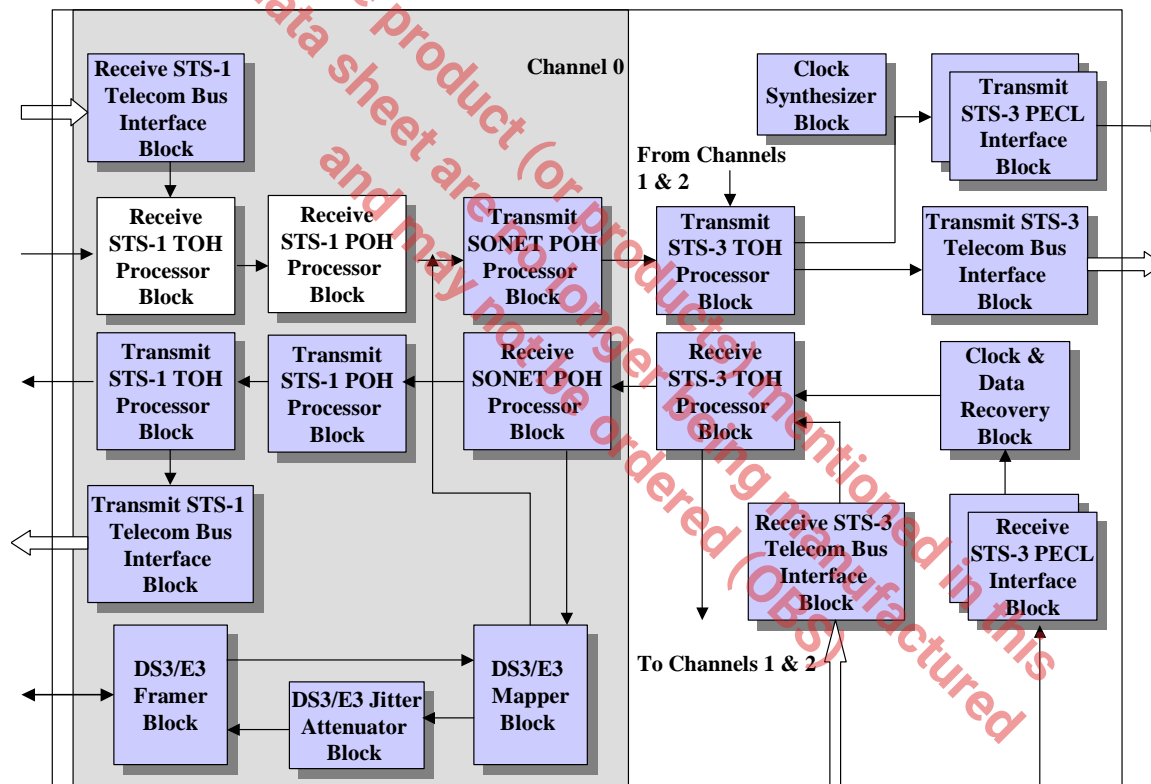 Receive STS-1
Telecom Bus
Interface
Block
Channel 0
Clock
Synthesizer
Block
Transmit
STS-3 PECL
Interface
Block
From Channels
1 & 2
Receive
STS-1 TOH
Processor
Block
Receive
STS-1 POH
Processor
Block
Transmit
SONET POH
Processor
Block
Transmit
STS-3 TOH
Processor
Block
Transmit STS-3
Telecom Bus
Interface
Block
Transmit
STS-1 TOH
Processor
Block
Transmit
STS-1 POH
Processor
Block
Receive
SONET POH
Processor
Block
Receive
STS-3 TOH
Processor
Block
Clock &
Data
Recovery
Block
Transmit STS-1
Telecom Bus
Interface
Block
Receive STS-3
Telecom Bus
Interface
Block
Receive
STS-3 PECL
Interface
Block
To Channels 1 & 2
DS3/E3
Framer
Block
DS3/E3 Jitter
Attenuator
Block
DS3/E3
Mapper
Block
product (or products) mentioned in this
data sheet are no longer being manufactured
and may not be ordered (OBS)